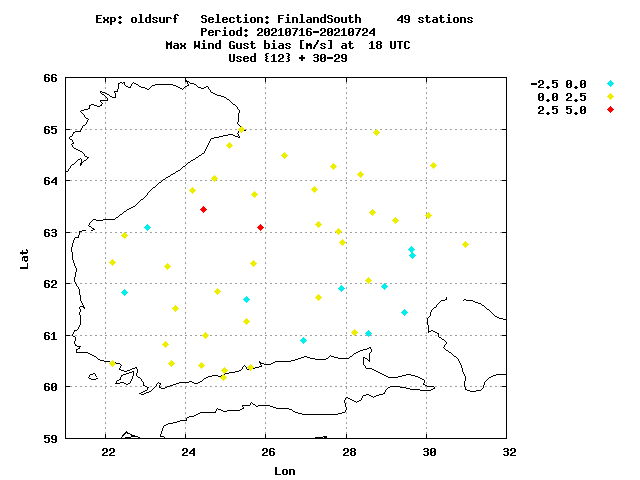 Exp: oldsurf Selection: FinlandSouth 49 stations
Period: 20210716-20210724
Max Wind Gust bias [m/s] at 18 UTC
Used {12} + 30-29
-2.5 0.0
0.0 2.5
2.5 5.0
66
65
64
63
62
61
60
59
Lat
22 24 26 28 30 32
Lon